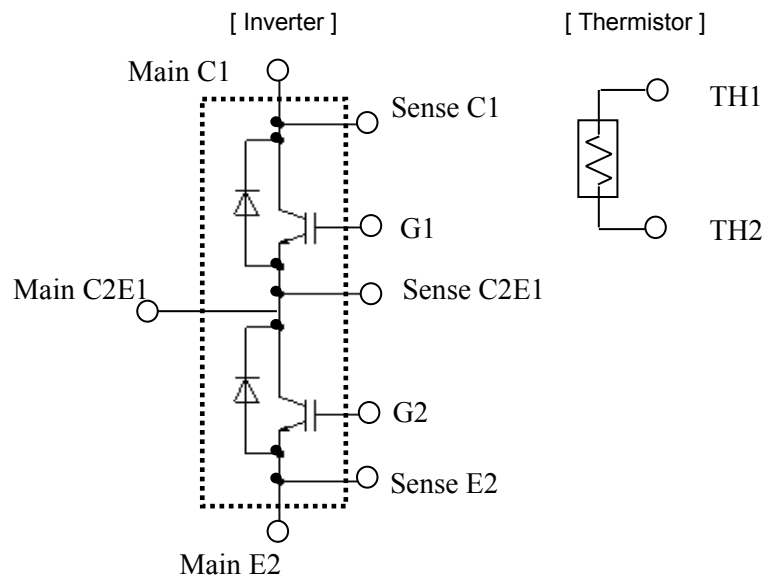 [ Inverter ]
[ Thermistor ]
Main C1
Sense C1
TH1
G1
TH2
Main C2E1
Sense C2E1
G2
Sense E2
Main E2